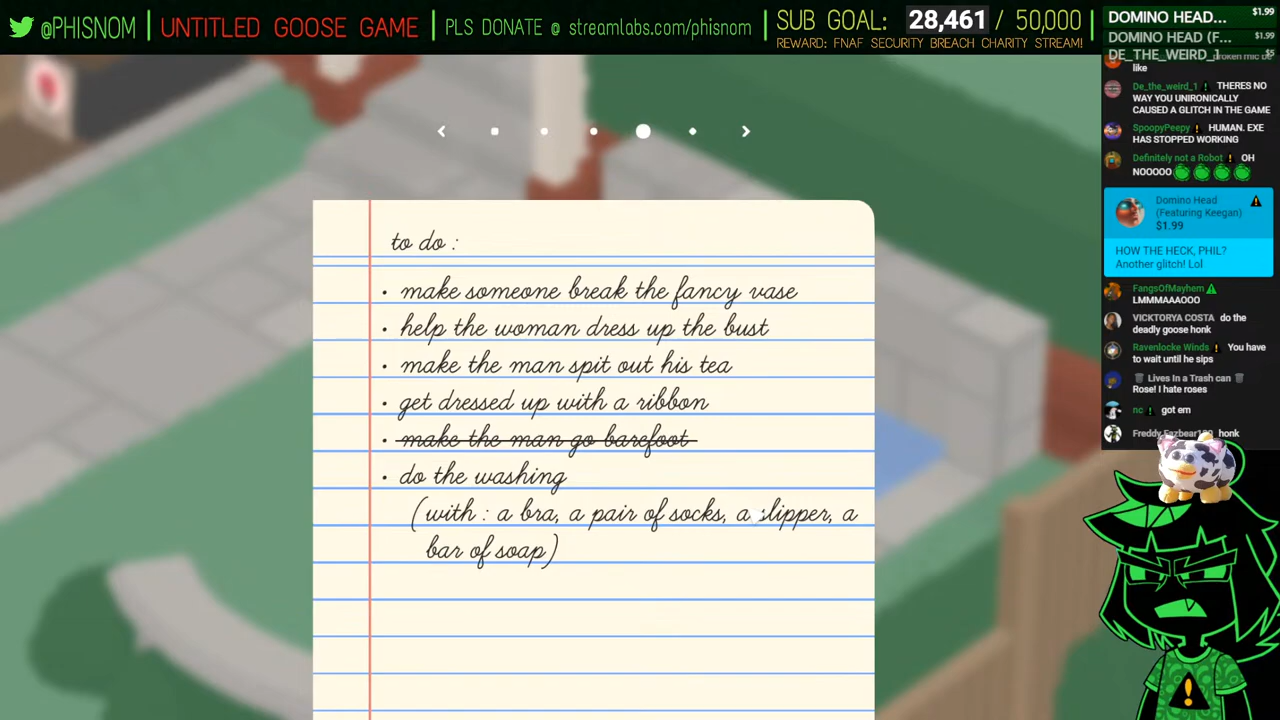 @PHISNOM
UNTITLED GOOSE GAME
PLS DONATE @ streamlabs.com/phisnom
SUB GOAL: 28,461 / 50,000
REWARD: FNAF SECURITY BREACH CHARITY STREAM!
DOMINO HEAD... $1.99
DOMINO HEAD (F... $1.99
DE_THE_WEIRD_1 $5
like
De_the_weird_1 THERES NO
WAY YOU UNIRONICALLY
CAUSED A GLITCH IN THE GAME
SpoopyPeepy HUMAN. EXE
HAS STOPPED WORKING
Definitely not a Robot OH
NOOOOO
Domino Head
(Featuring Keegan)
$1.99
HOW THE HECK, PHIL?
Another glitch! Lol
FangsOfMayhem
LMMMAAAOOO
VICKTORYA COSTA do the
deadly goose honk
Ravenlocke Winds You have
to wait until he sips
Lives In a Trash can
Rose! I hate roses
nc got em
honk
to do :
• make someone break the fancy vase
• help the woman dress up the bust
• make the man spit out his tea
• get dressed up with a ribbon
• make the man go barefoot
• do the washing
(with : a bra, a pair of socks, a slipper, a
bar of soap)